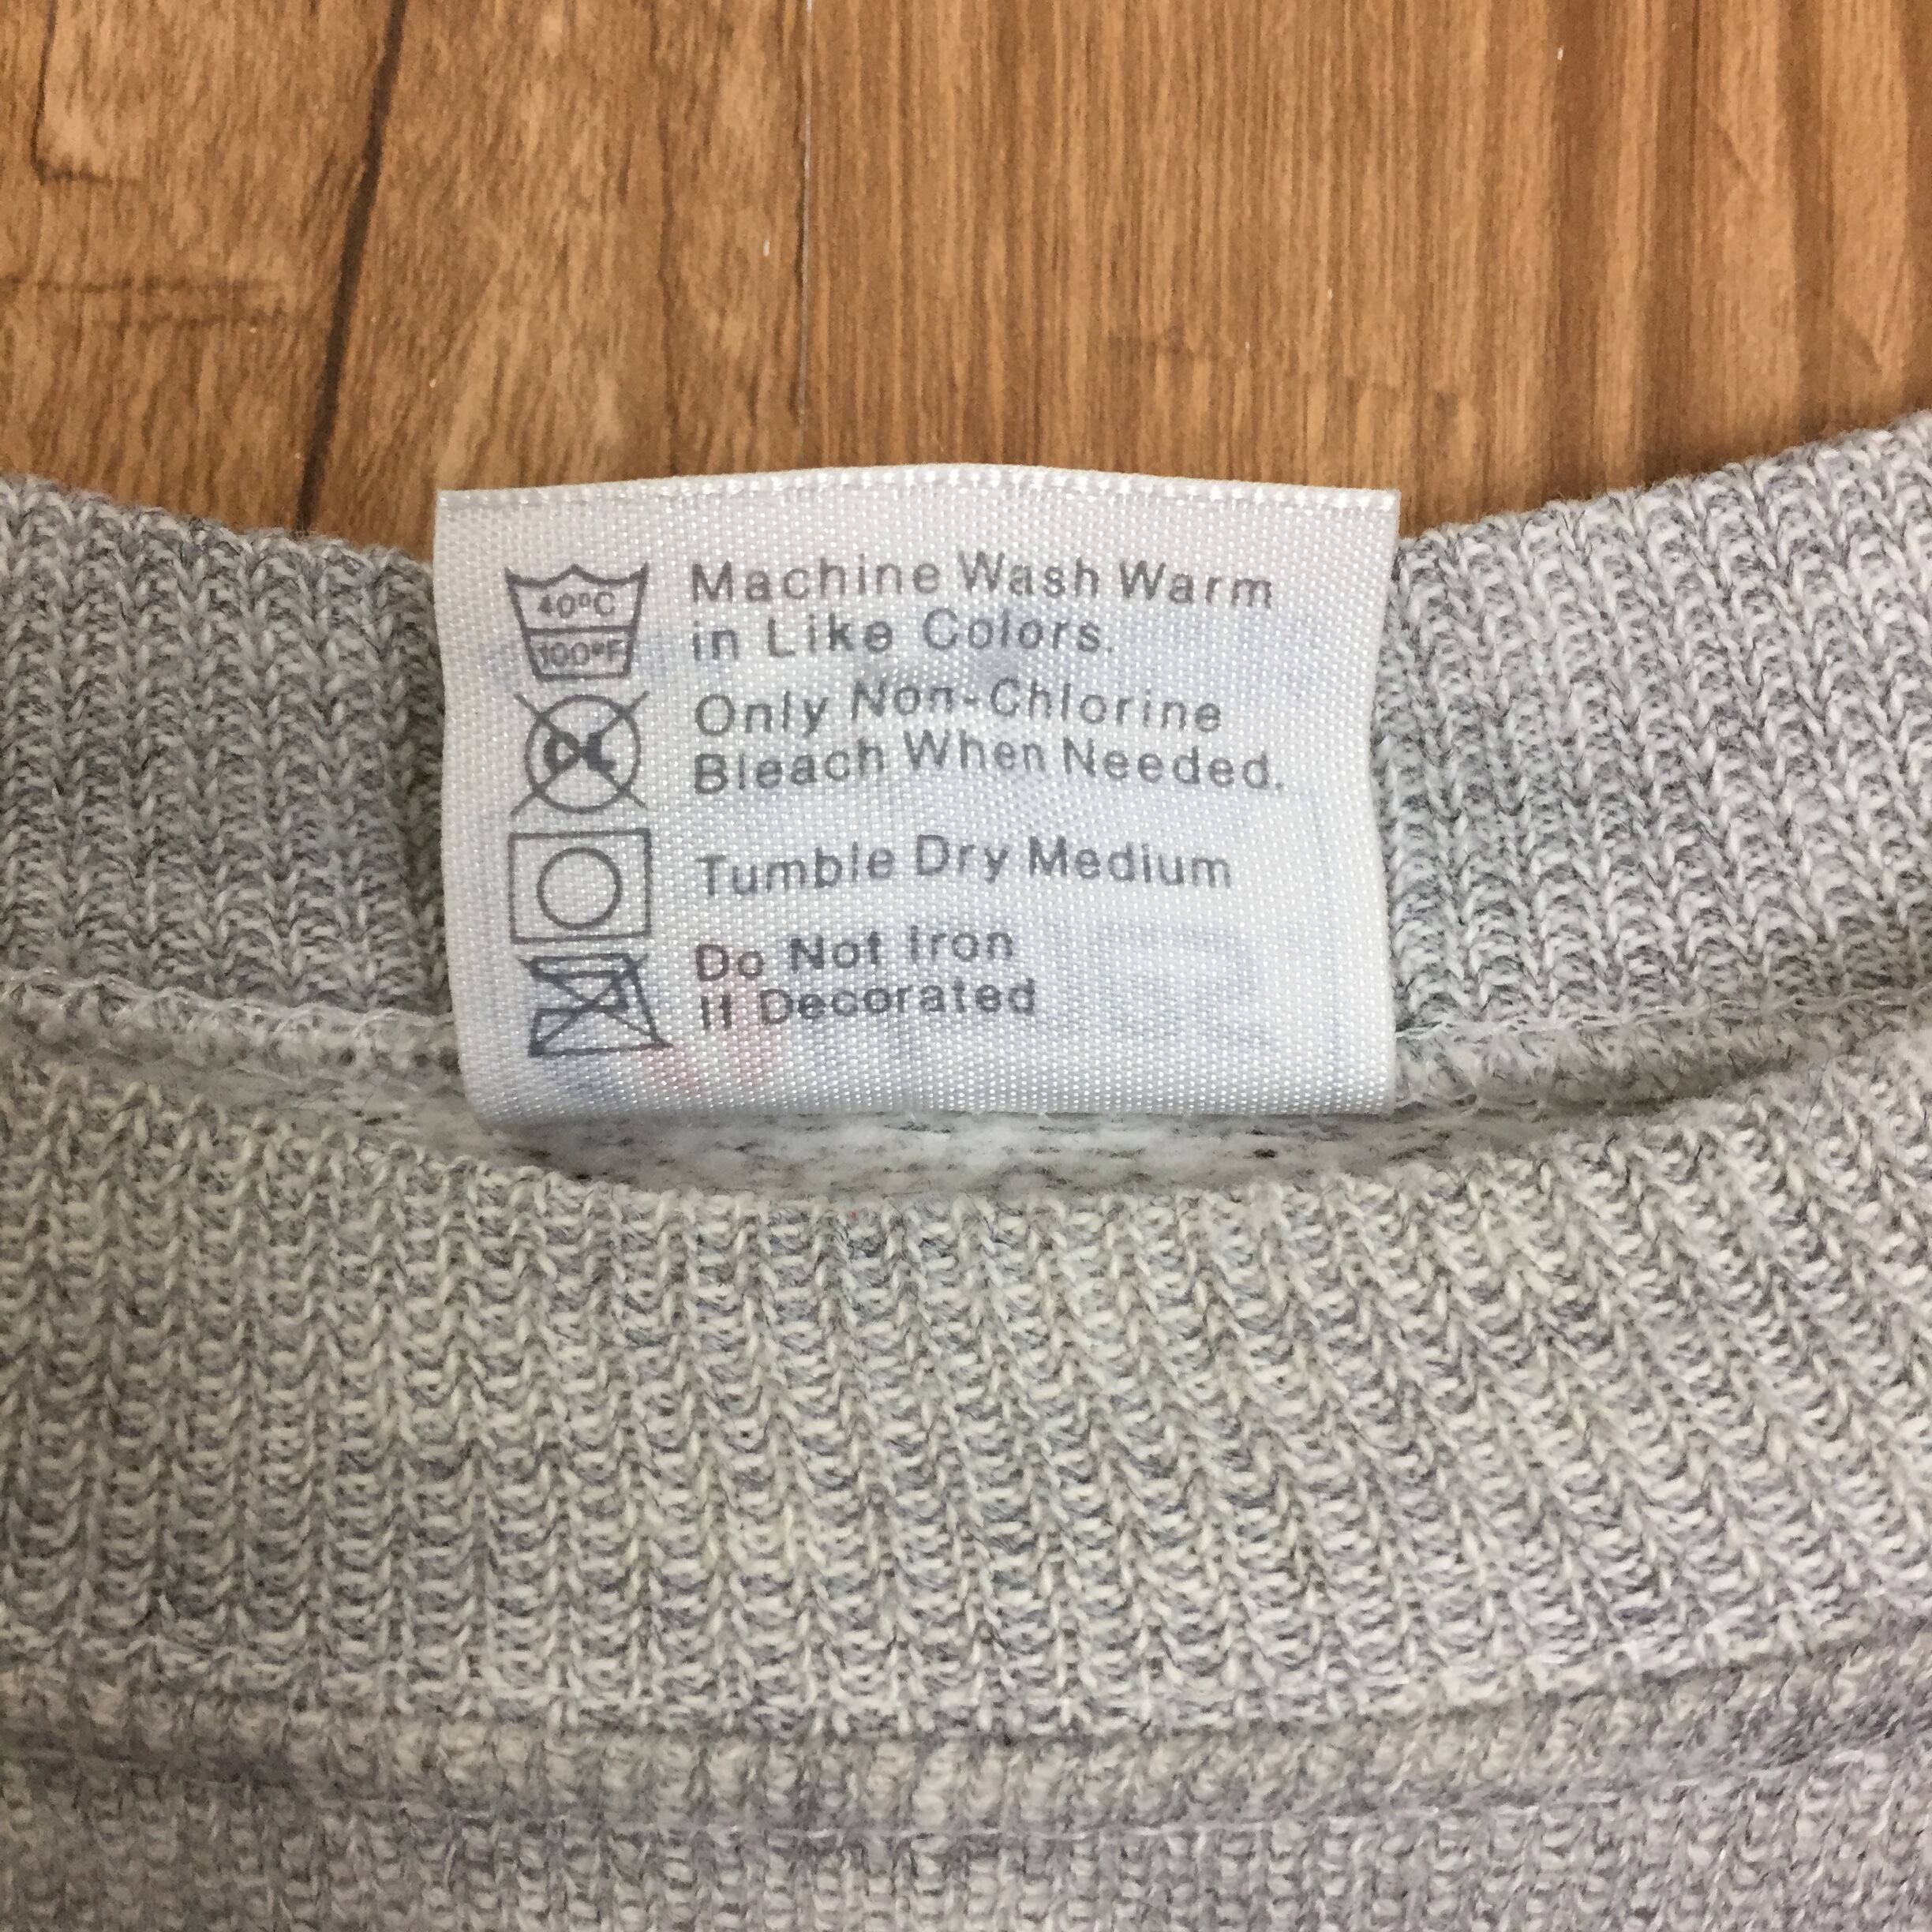 40°C
100°F
Machine Wash Warm
in Like Colors.
CL
Only Non-Chlorine
Bleach When Needed.
Tumble Dry Medium
Do Not Iron
If Decorated